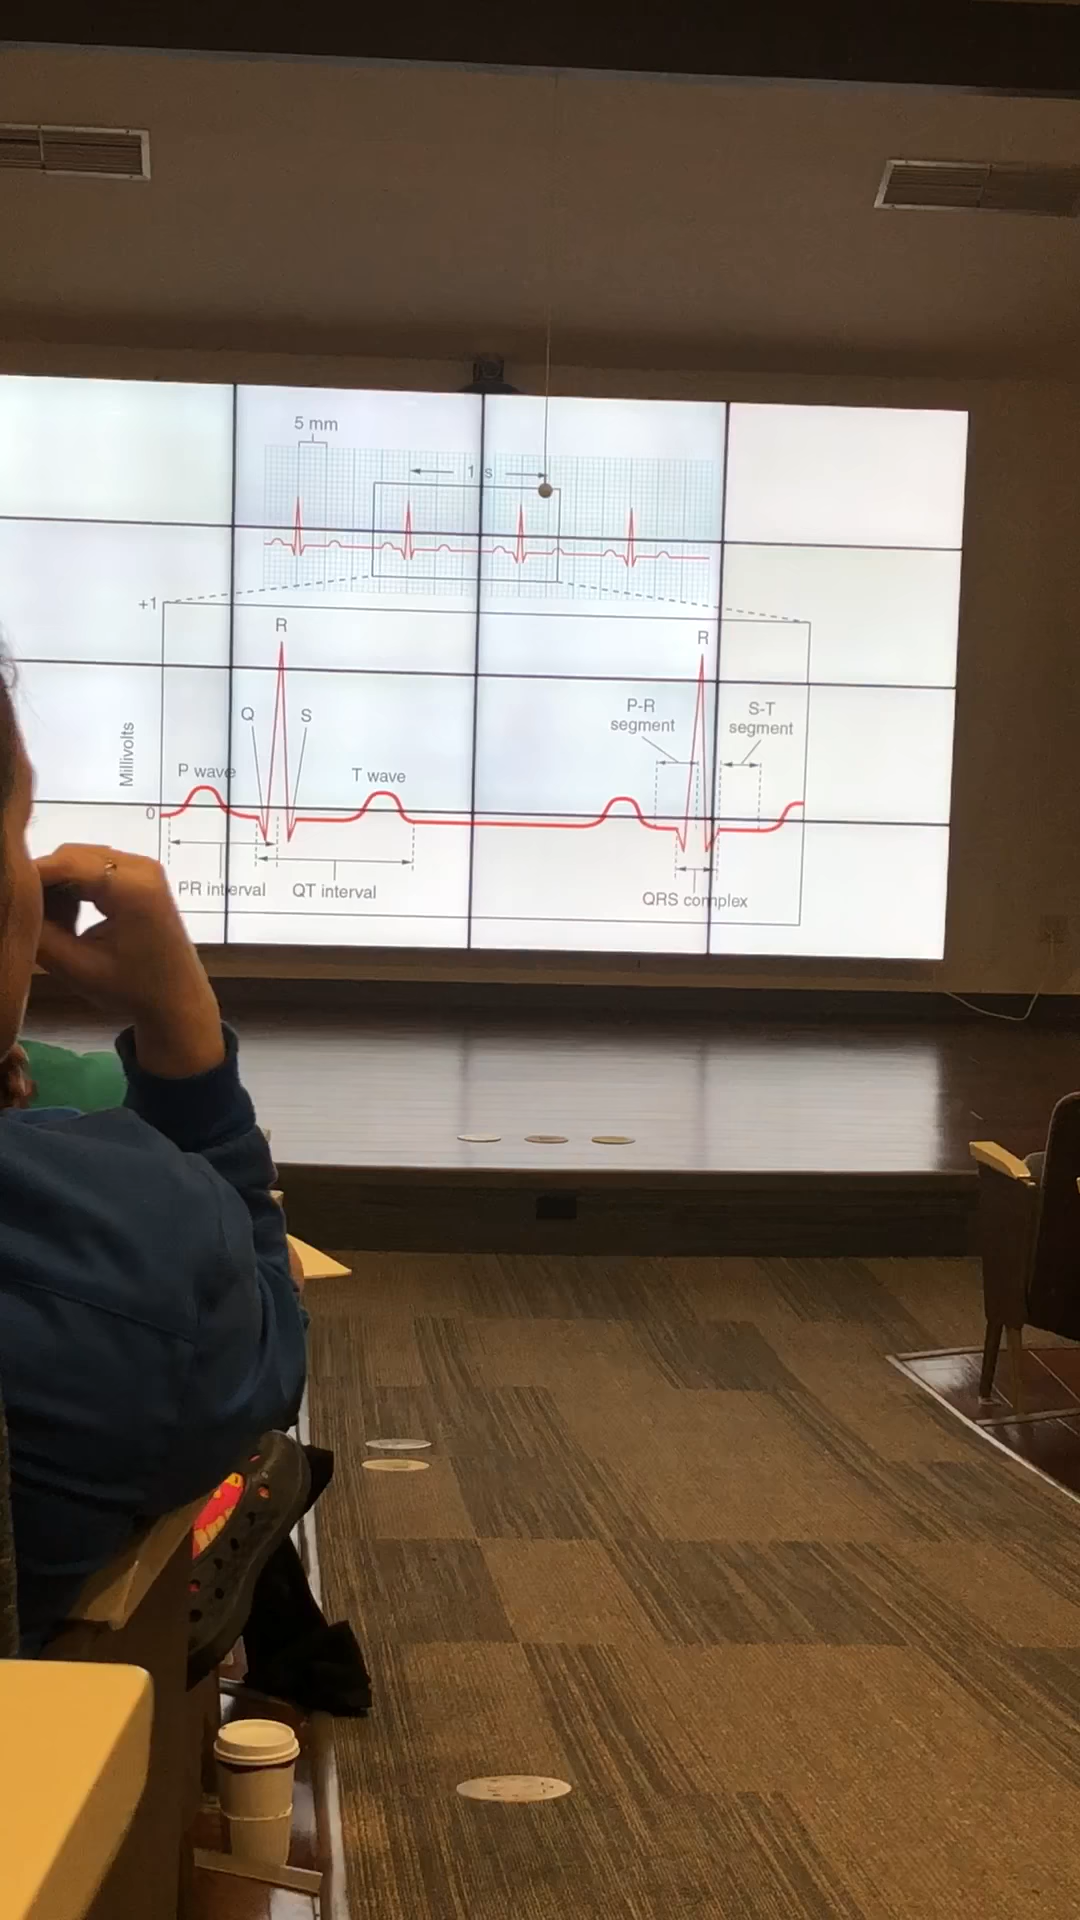 5 mm
1 s
+1
R
R
P-R
segment
S-T
segment
Q
S
Millivolts
P wave
T wave
0
PR interval
QT interval
QRS complex